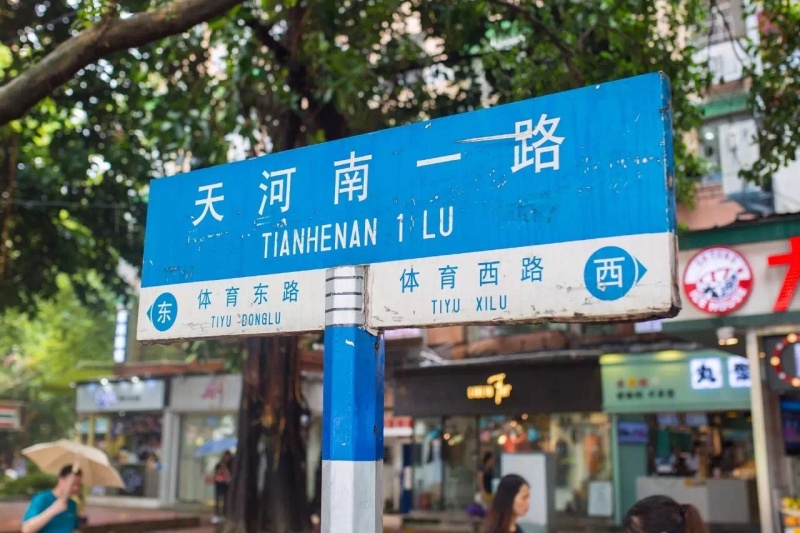 天河南一路
TIANHENAN 1 LU
东
体育东路
TIYU DONGLU
体育西路
TIYU XILU
西
丸